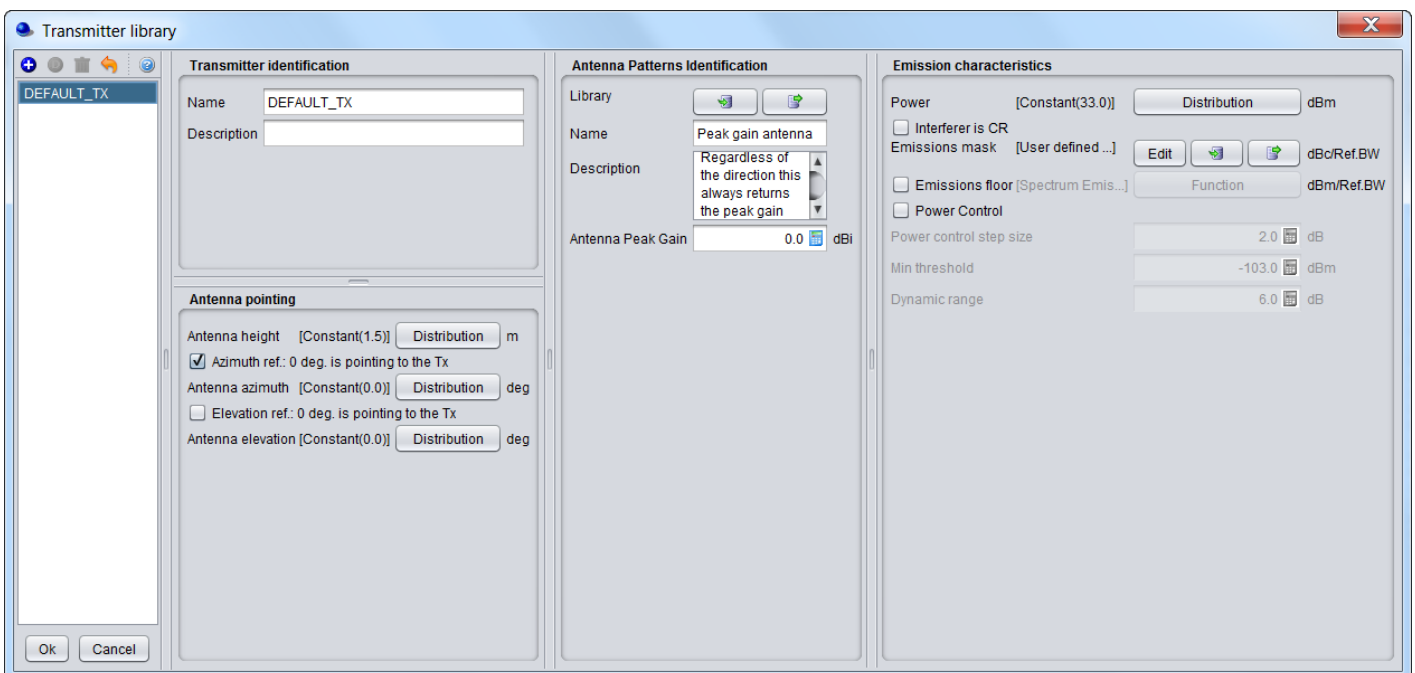 Transmitter library
DEFAULT_TX
Ok Cancel
Transmitter identification
Name DEFAULT_TX
Description
Antenna pointing
Antenna height [Constant(1.5)] Distribution m
Azimuth ref.: 0 deg. is pointing to the Tx
Antenna azimuth [Constant(0.0)] Distribution deg
Elevation ref.: 0 deg. is pointing to the Tx
Antenna elevation [Constant(0.0)] Distribution deg
Antenna Patterns Identification
Library
Name Peak gain antenna
Description
Regardless of
the direction this
always returns
the peak gain
Antenna Peak Gain 0.0 dBi
Emission characteristics
Power [Constant(33.0)] Distribution dBm
Interferer is CR
Emissions mask [User defined ...] Edit dBc/Ref.BW
Emissions floor [Spectrum Emis...] Function dBm/Ref.BW
Power Control
Power control step size 2.0 dB
Min threshold -103.0 dBm
Dynamic range 6.0 dB